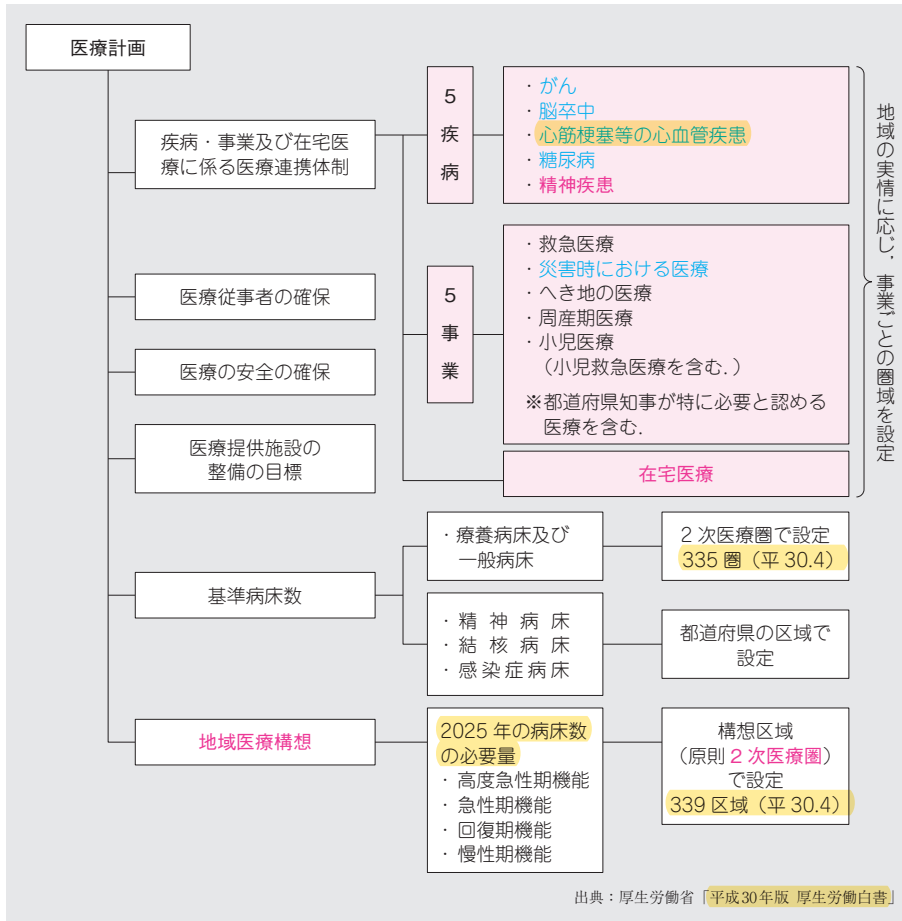 医療計画
疾病・事業及び在宅医
療に係る医療連携体制
5
疾
病
・がん
・脳卒中
・心筋梗塞等の心血管疾患
・糖尿病
・精神疾患
5
事
業
・救急医療
・災害時における医療
・へき地の医療
・周産期医療
・小児医療
（小児救急医療を含む．）
※都道府県知事が特に必要と認める
医療を含む．
在宅医療
地域の実情に応じ，事業ごとの圏域を設定
医療従事者の確保
医療の安全の確保
医療提供施設の
整備の目標
基準病床数
・療養病床及び
一般病床
2次医療圏で設定
335圏（平30.4）
・精神病床
・結核病床
・感染症病床
都道府県の区域で
設定
地域医療構想
2025年の病床数
の必要量
・高度急性期機能
・急性期機能
・回復期機能
・慢性期機能
構想区域
（原則2次医療圏）
で設定
339区域（平30.4）
出典：厚生労働省「平成30年版 厚生労働白書」